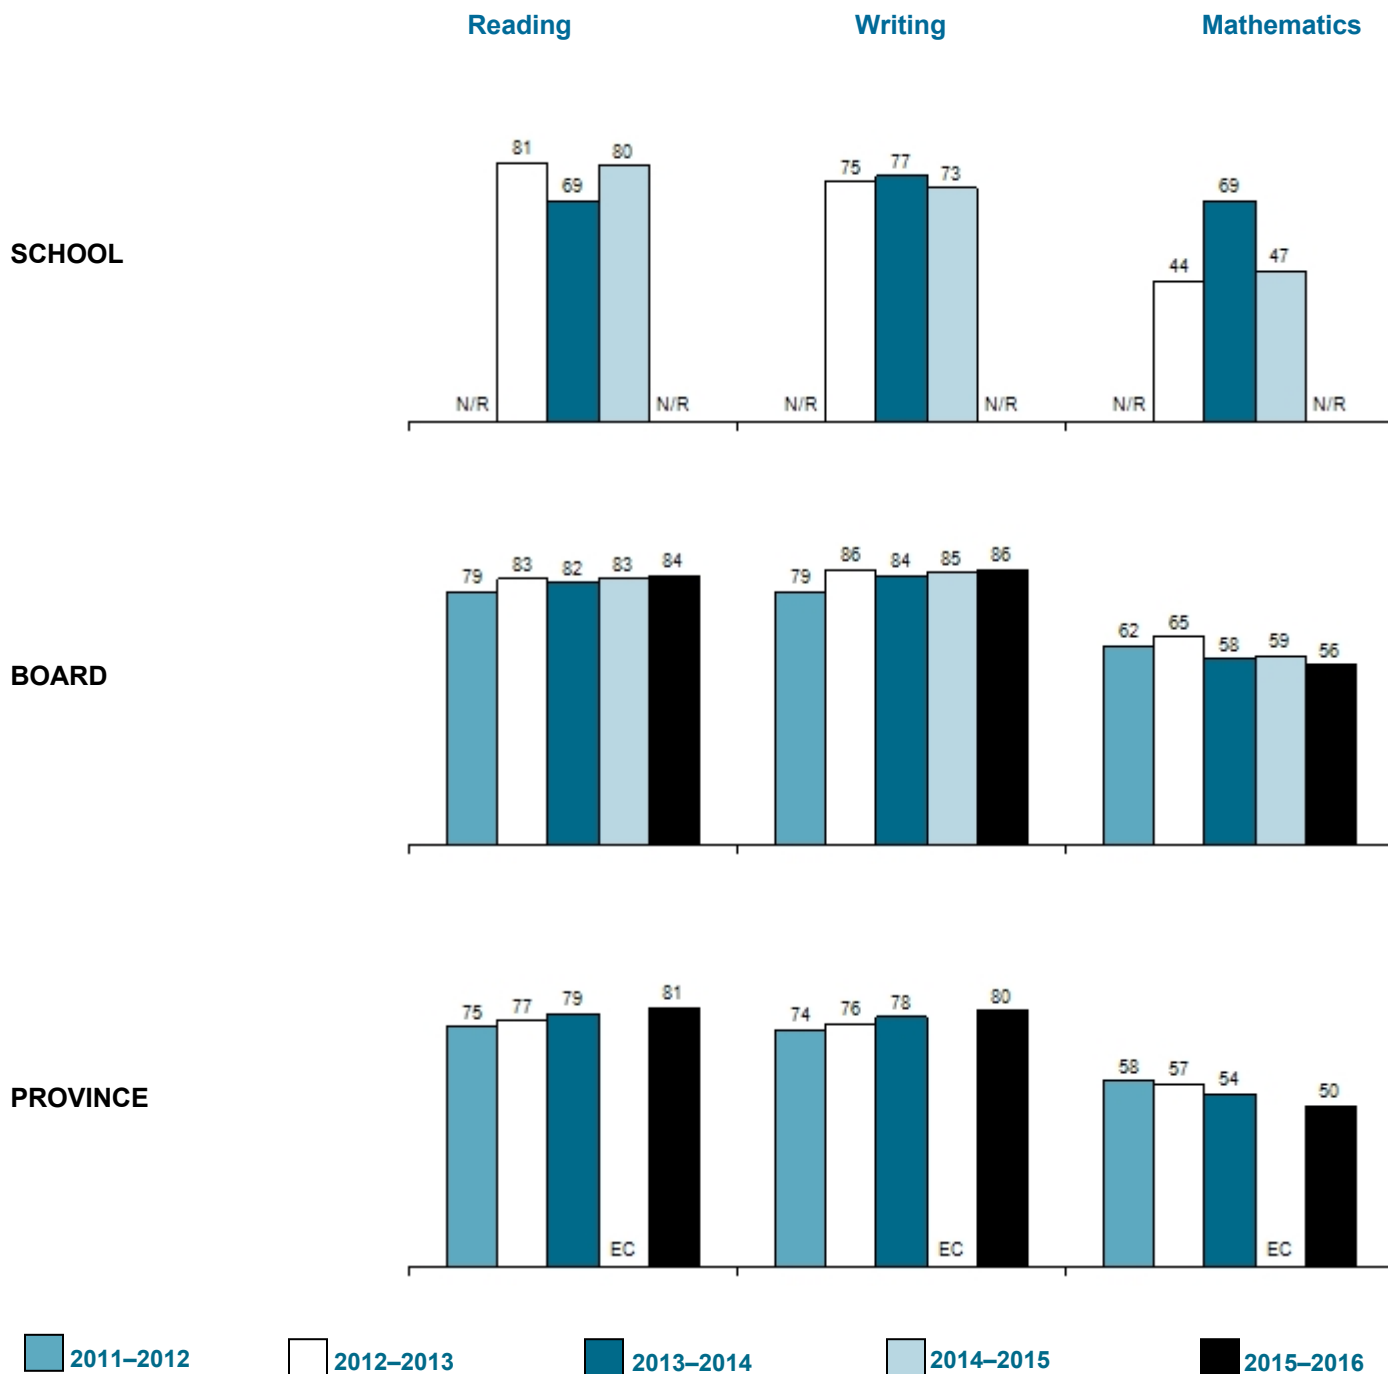 Reading Writing Mathematics
81 69 80
75 77 73
44 69 47
SCHOOL
N/R N/R N/R N/R N/R N/R
79 83 82 83 84
79 86 84 85 86
62 65 58 59 56
BOARD
75 77 79 81
74 76 78 80
58 57 54 50
PROVINCE
EC EC EC
2011–2012 2012–2013 2013–2014 2014–2015 2015–2016